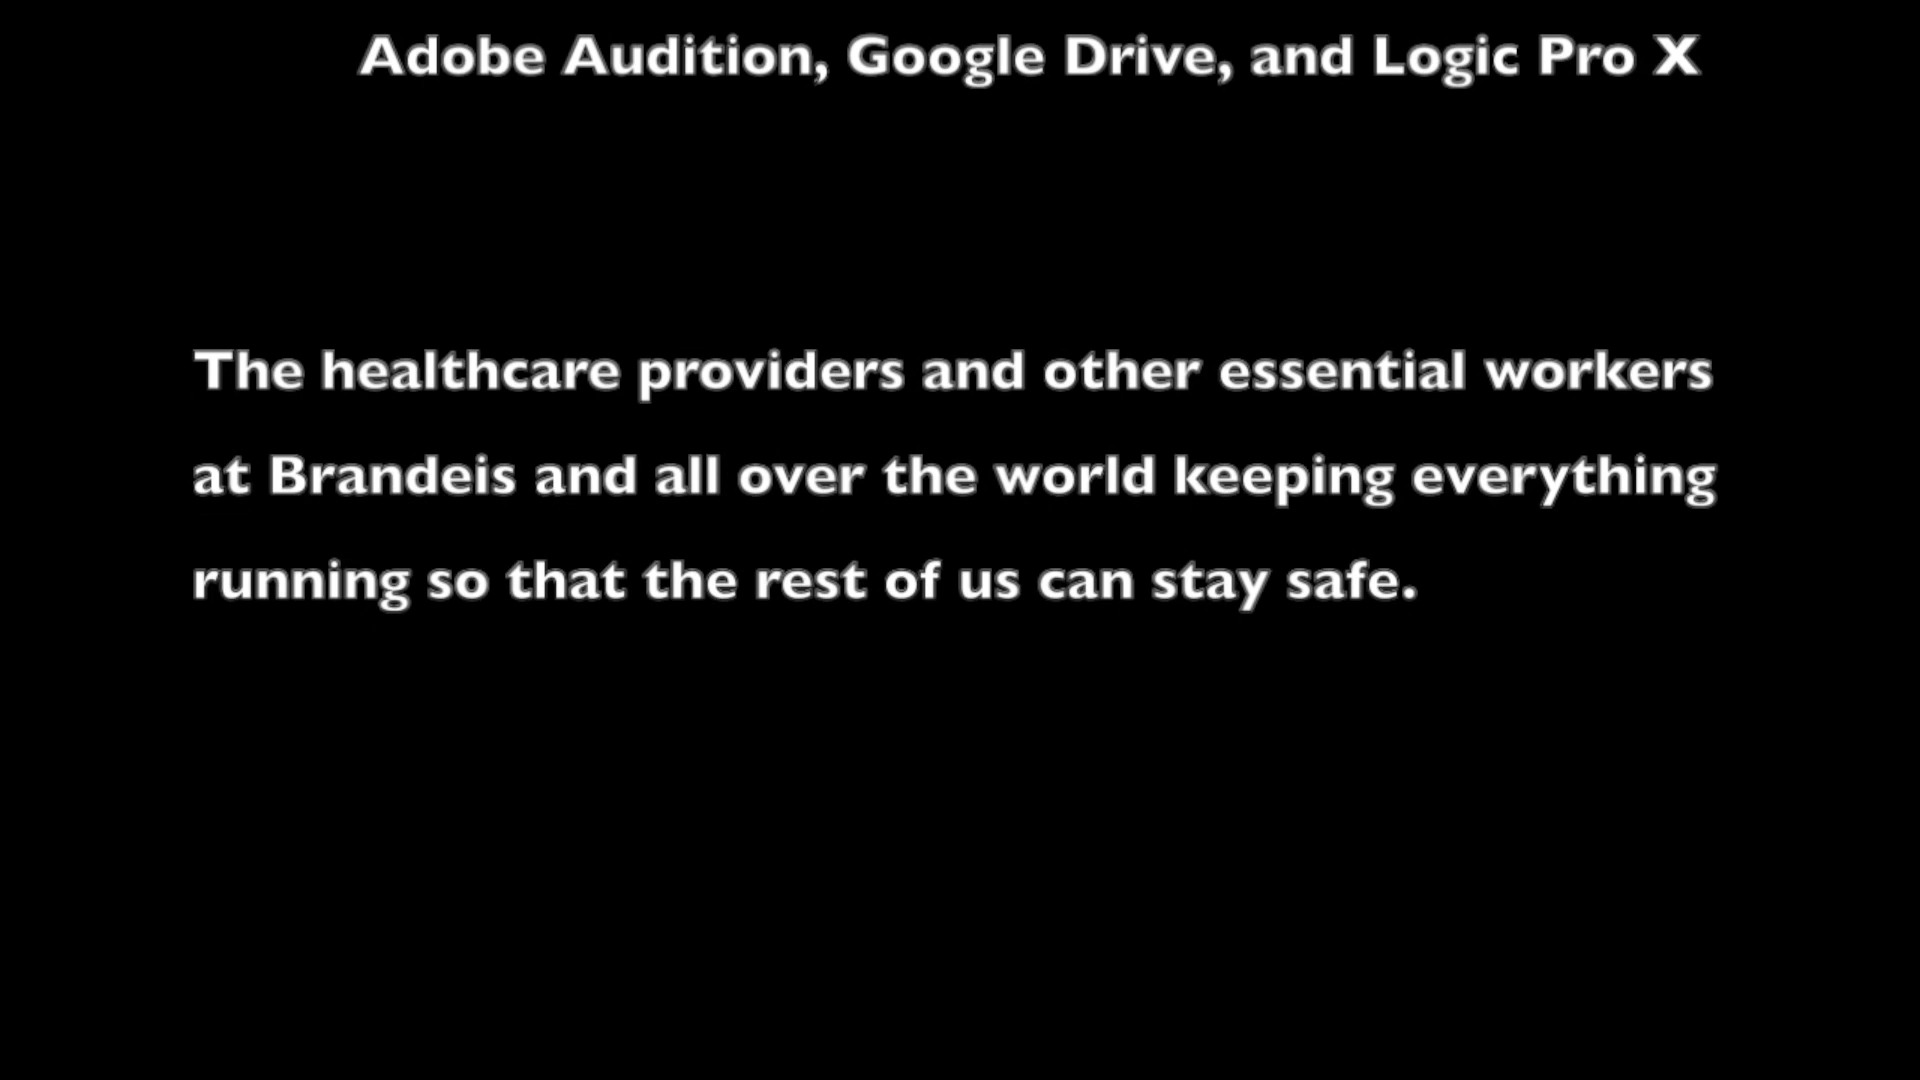 Adobe Audition, Google Drive, and Logic Pro X
The healthcare providers and other essential workers
at Brandeis and all over the world keeping everything
running so that the rest of us can stay safe.